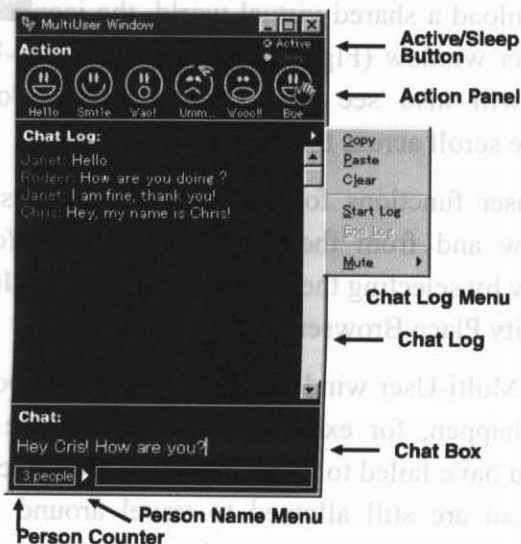 MultiUser Window
Action
Active
Sleep
Hello Smile Wao! Umm... Wooo!! Bye
Chat Log:
Janet: Hello
Rodger: How are you doing ?
Janet: I am fine, thank you!
Chris: Hey, my name is Chris!
Copy
Paste
Clear
Start Log
End Log
Mute
Chat:
Hey Cris! How are you?
3 people
Active/Sleep
Button
Action Panel
Chat Log Menu
Chat Log
Chat Box
Person Name Menu
Person Counter